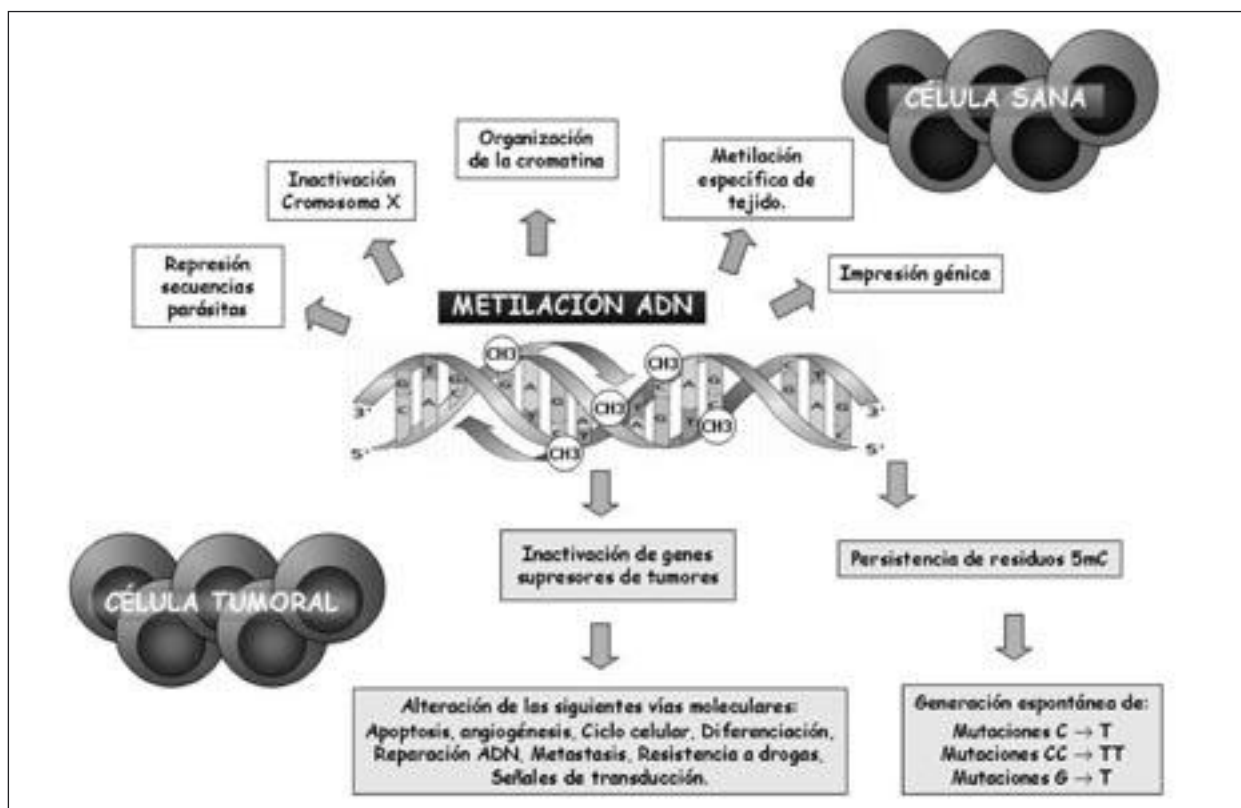 CÉLULA SANA
Organización
de la cromatina
Metilación
específica de
tejido.
Inactivación
Cromosoma X
Represión
secuencias
parásitas
Impresión génica
METILACIÓN ADN
CH3
CH3
CH3
CH3
CH3
3'
5'
3'
5'
Inactivación de genes
supresores de tumores
Persistencia de residuos 5mC
CÉLULA TUMORAL
Alteración de las siguientes vías moleculares:
Apoptosis, angiogénesis, Ciclo celular, Diferenciación,
Reparación ADN, Metastasis, Resistencia a drogas,
Señales de transducción.
Generación espontánea de:
Mutaciones C → T
Mutaciones CC → TT
Mutaciones G → T